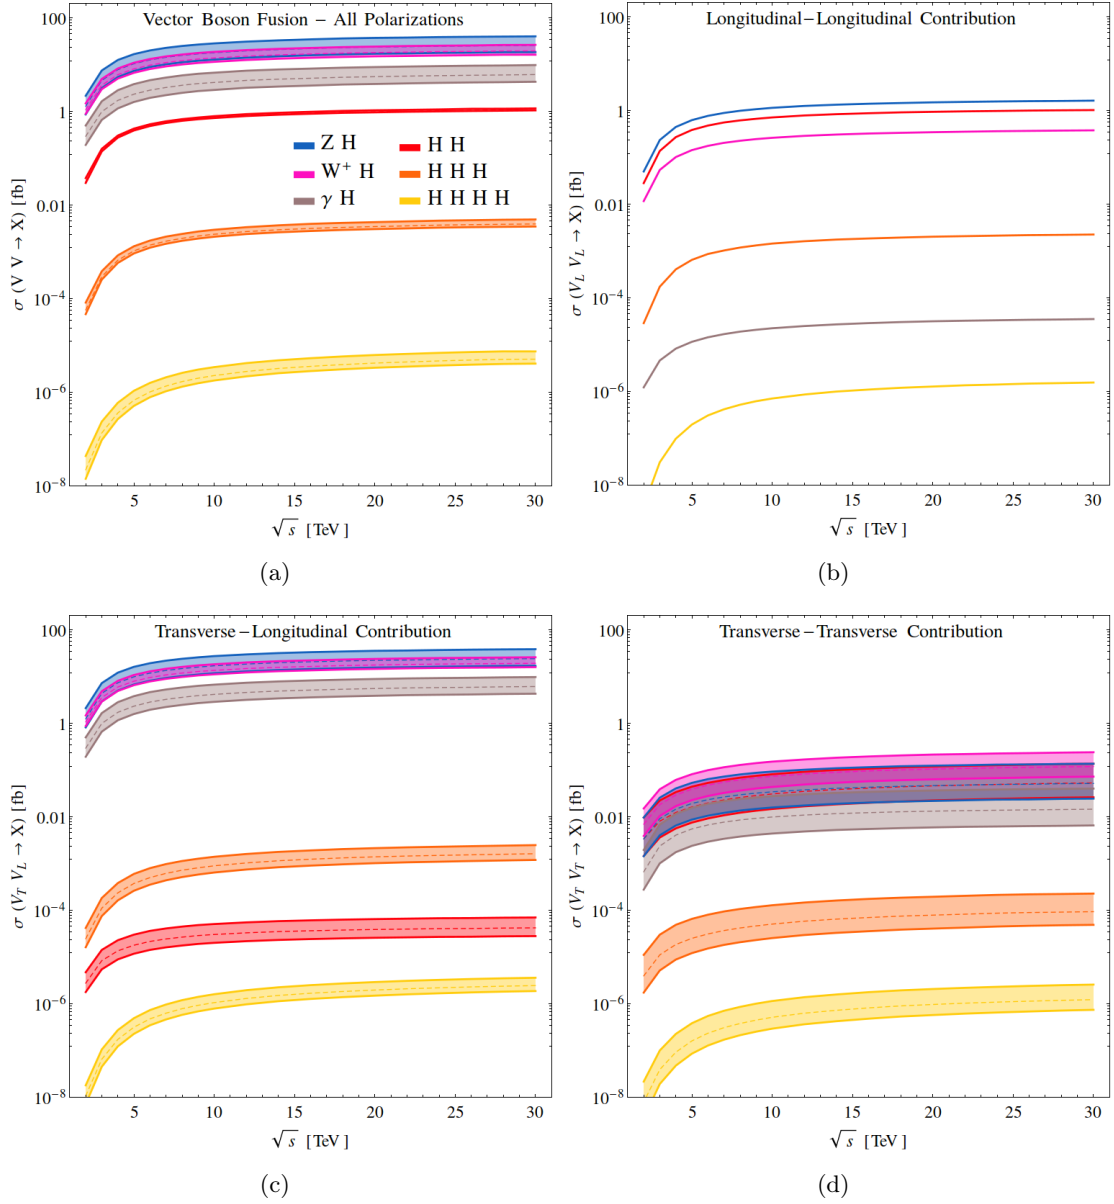 Vector Boson Fusion – All Polarizations
100
1
0.01
10⁻⁴
10⁻⁶
10⁻⁸
σ (V V → X) [fb]
Z H
W⁺ H
γ H
H H
H H H
H H H H
5 10 15 20 25 30
√s [TeV]
(a)
Longitudinal–Longitudinal Contribution
100
1
0.01
10⁻⁴
10⁻⁶
10⁻⁸
σ (V_L V_L → X) [fb]
5 10 15 20 25 30
√s [TeV]
(b)
Transverse–Longitudinal Contribution
100
1
0.01
10⁻⁴
10⁻⁶
10⁻⁸
σ (V_T V_L → X) [fb]
5 10 15 20 25 30
√s [TeV]
(c)
Transverse–Transverse Contribution
100
1
0.01
10⁻⁴
10⁻⁶
10⁻⁸
σ (V_T V_T → X) [fb]
5 10 15 20 25 30
√s [TeV]
(d)